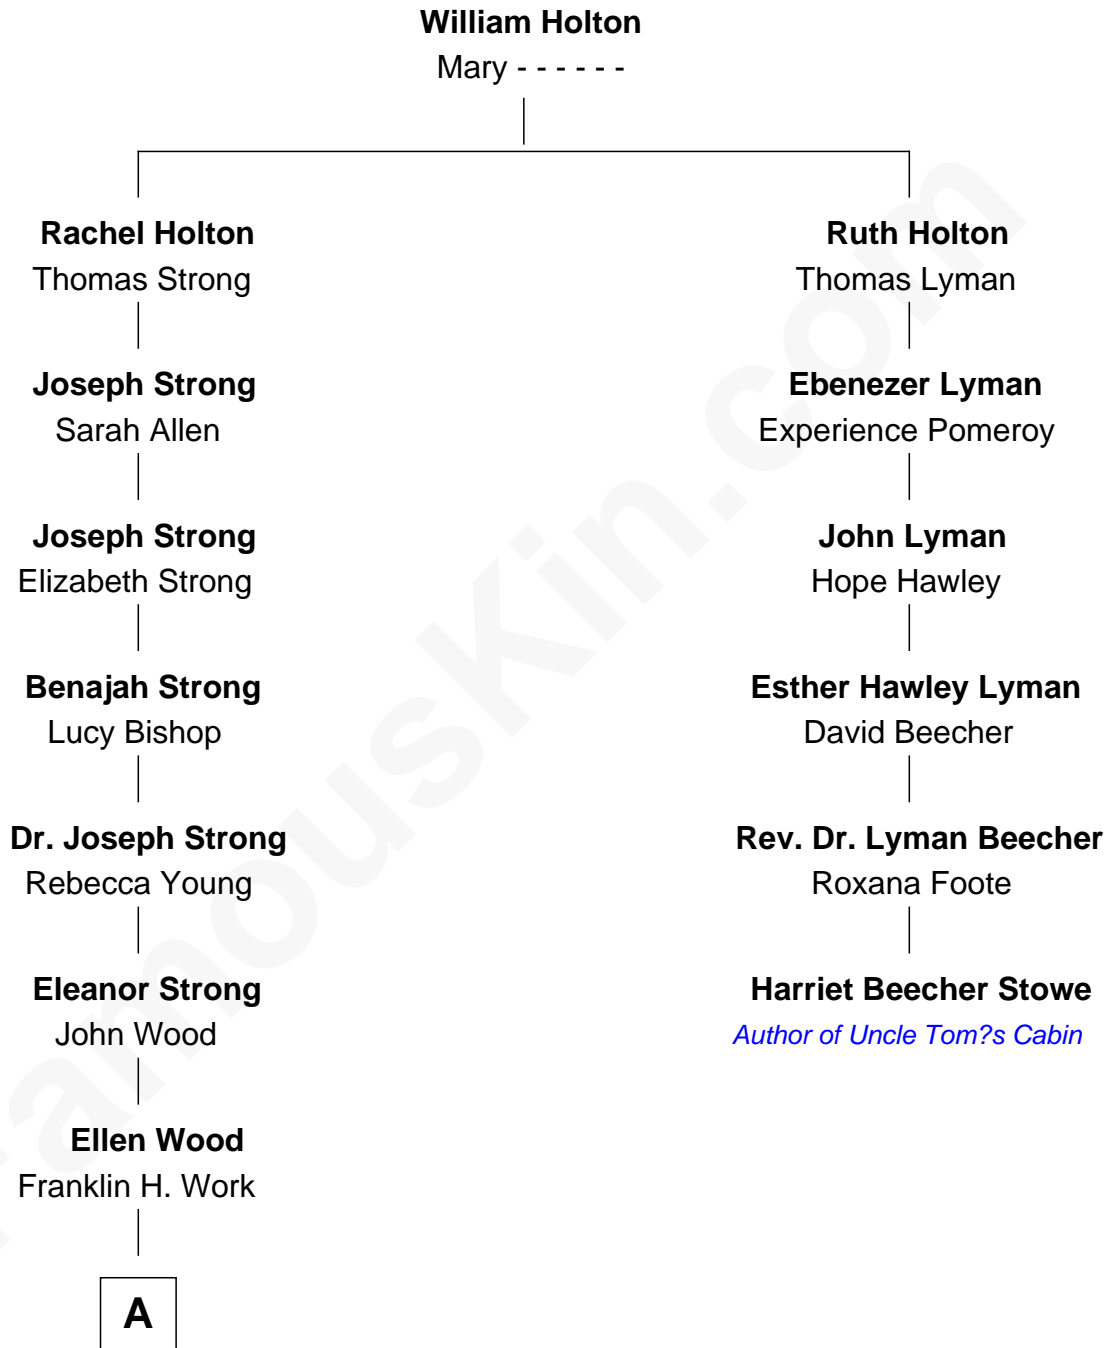 William Holton
Mary - - - - - -
Rachel Holton
Thomas Strong
Ruth Holton
Thomas Lyman
Joseph Strong
Sarah Allen
Ebenezer Lyman
Experience Pomeroy
Joseph Strong
Elizabeth Strong
John Lyman
Hope Hawley
Benajah Strong
Lucy Bishop
Esther Hawley Lyman
David Beecher
Dr. Joseph Strong
Rebecca Young
Rev. Dr. Lyman Beecher
Roxana Foote
Eleanor Strong
John Wood
Harriet Beecher Stowe
Author of Uncle Tom?s Cabin
Ellen Wood
Franklin H. Work
A
FamousKin.com